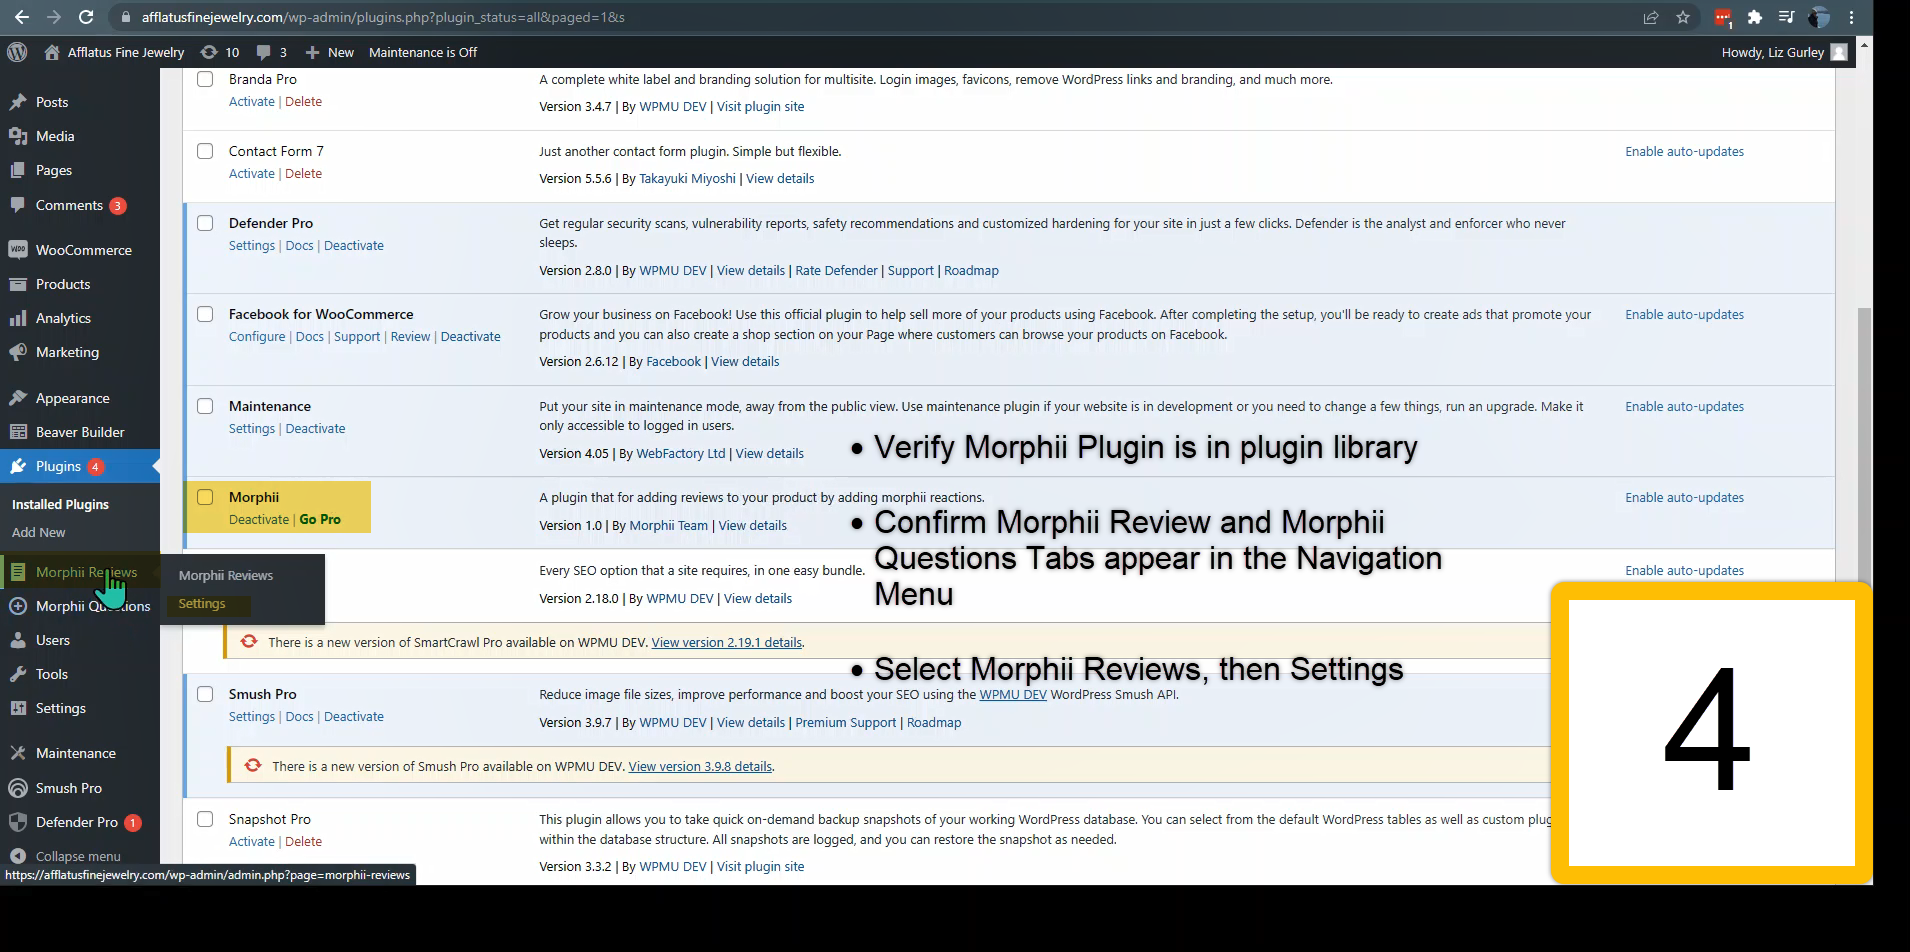 afflatusfinejewelry.com/wp-admin/plugins.php?plugin_status=all&paged=1&s
1
Afflatus Fine Jewelry 10 3 New Maintenance is Off Howdy, Liz Gurley
Posts
Media
Pages
Comments 3
WooCommerce
Products
Analytics
Marketing
Appearance
Beaver Builder
Plugins 4
Installed Plugins
Add New
Morphii Reviews
Morphii Questions
Users
Tools
Settings
Maintenance
Smush Pro
Defender Pro 1
Collapse menu
Morphii Reviews
Settings
Branda Pro
Activate | Delete
A complete white label and branding solution for multisite. Login images, favicons, remove WordPress links and branding, and much more.
Version 3.4.7 | By WPMU DEV | Visit plugin site
Contact Form 7
Activate | Delete
Just another contact form plugin. Simple but flexible.
Version 5.5.6 | By Takayuki Miyoshi | View details
Enable auto-updates
Defender Pro
Settings | Docs | Deactivate
Get regular security scans, vulnerability reports, safety recommendations and customized hardening for your site in just a few clicks. Defender is the analyst and enforcer who never
sleeps.
Version 2.8.0 | By WPMU DEV | View details | Rate Defender | Support | Roadmap
Facebook for WooCommerce
Configure | Docs | Support | Review | Deactivate
Grow your business on Facebook! Use this official plugin to help sell more of your products using Facebook. After completing the setup, you'll be ready to create ads that promote your
products and you can also create a shop section on your Page where customers can browse your products on Facebook.
Version 2.6.12 | By Facebook | View details
Enable auto-updates
Maintenance
Settings | Deactivate
Put your site in maintenance mode, away from the public view. Use maintenance plugin if your website is in development or you need to change a few things, run an upgrade. Make it
only accessible to logged in users.
Version 4.05 | By WebFactory Ltd | View details
Enable auto-updates
Morphii
Deactivate | Go Pro
A plugin that for adding reviews to your product by adding morphii reactions.
Version 1.0 | By Morphii Team | View details
Enable auto-updates
Every SEO option that a site requires, in one easy bundle.
Version 2.18.0 | By WPMU DEV | View details
Enable auto-updates
There is a new version of SmartCrawl Pro available on WPMU DEV. View version 2.19.1 details.
Smush Pro
Settings | Docs | Deactivate
Reduce image file sizes, improve performance and boost your SEO using the WPMU DEV WordPress Smush API.
Version 3.9.7 | By WPMU DEV | View details | Premium Support | Roadmap
There is a new version of Smush Pro available on WPMU DEV. View version 3.9.8 details.
Snapshot Pro
Activate | Delete
This plugin allows you to take quick on-demand backup snapshots of your working WordPress database. You can select from the default WordPress tables as well as custom plug
within the database structure. All snapshots are logged, and you can restore the snapshot as needed.
Version 3.3.2 | By WPMU DEV | Visit plugin site
• Verify Morphii Plugin is in plugin library
• Confirm Morphii Review and Morphii
Questions Tabs appear in the Navigation
Menu
• Select Morphii Reviews, then Settings
4
https://afflatusfinejewelry.com/wp-admin/admin.php?page=morphii-reviews